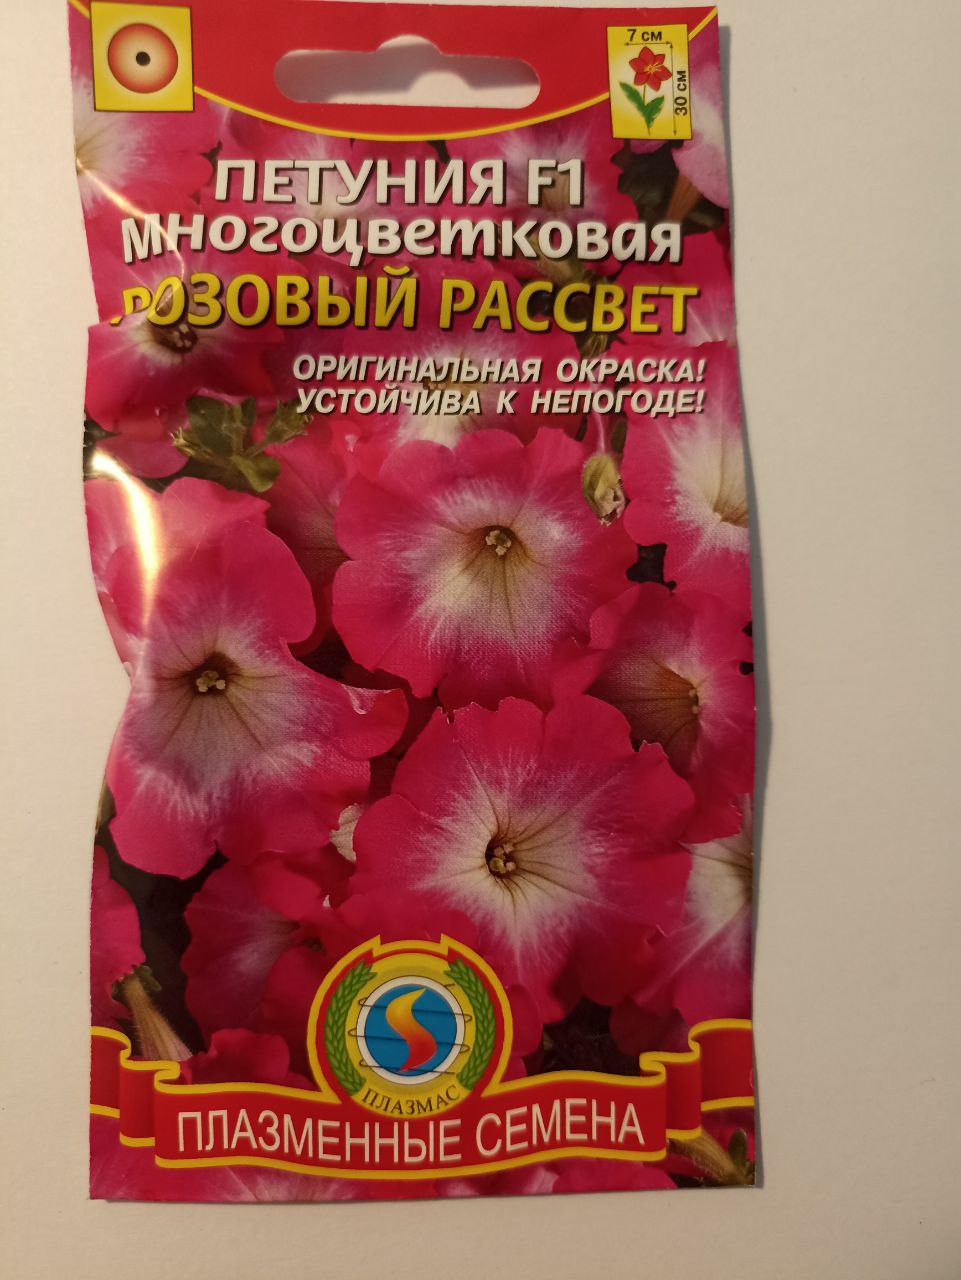 7 см
30 см
ПЕТУНИЯ F1
многоцветковая
РОЗОВЫЙ РАССВЕТ
ОРИГИНАЛЬНАЯ ОКРАСКА!
УСТОЙЧИВА К НЕПОГОДЕ!
ПЛАЗМАС
ПЛАЗМЕННЫЕ СЕМЕНА